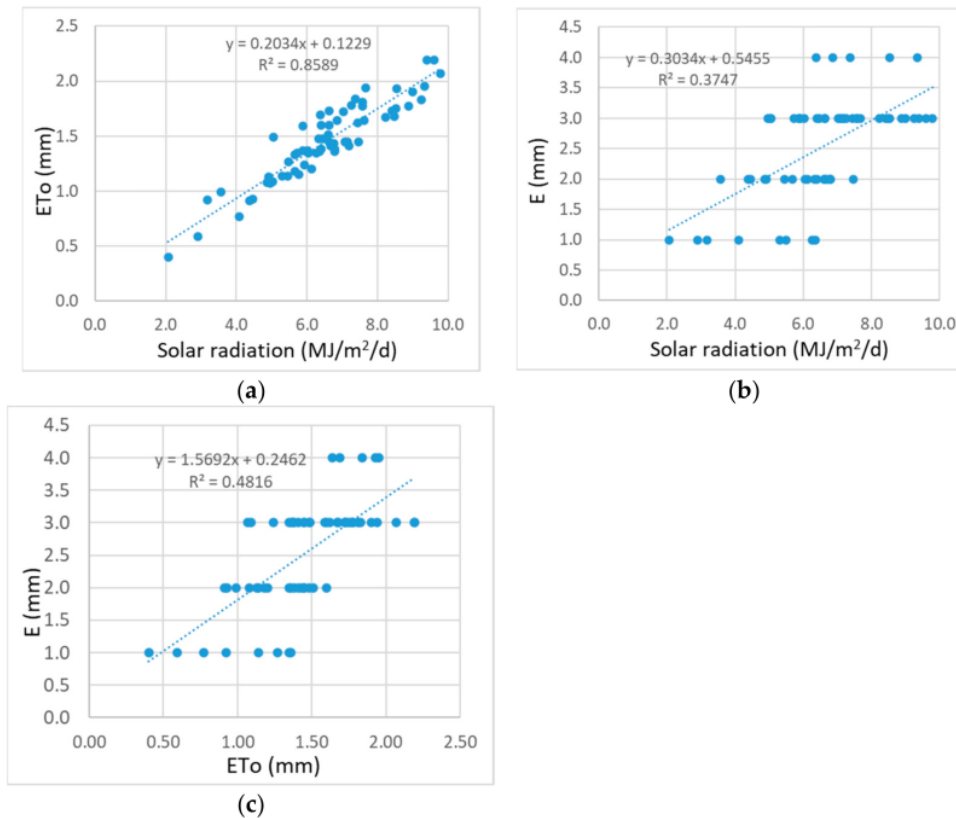 2.5
2.0
1.5
1.0
0.5
0.0
ETo (mm)
y = 0.2034x + 0.1229
R² = 0.8589
0.0 2.0 4.0 6.0 8.0 10.0
Solar radiation (MJ/m²/d)
(a)
4.5
4.0
3.5
3.0
2.5
2.0
1.5
1.0
0.5
0.0
E (mm)
y = 0.3034x + 0.5455
R² = 0.3747
0.0 2.0 4.0 6.0 8.0 10.0
Solar radiation (MJ/m²/d)
(b)
4.5
4.0
3.5
3.0
2.5
2.0
1.5
1.0
0.5
0.0
E (mm)
y = 1.5692x + 0.2462
R² = 0.4816
0.00 0.50 1.00 1.50 2.00 2.50
ETo (mm)
(c)